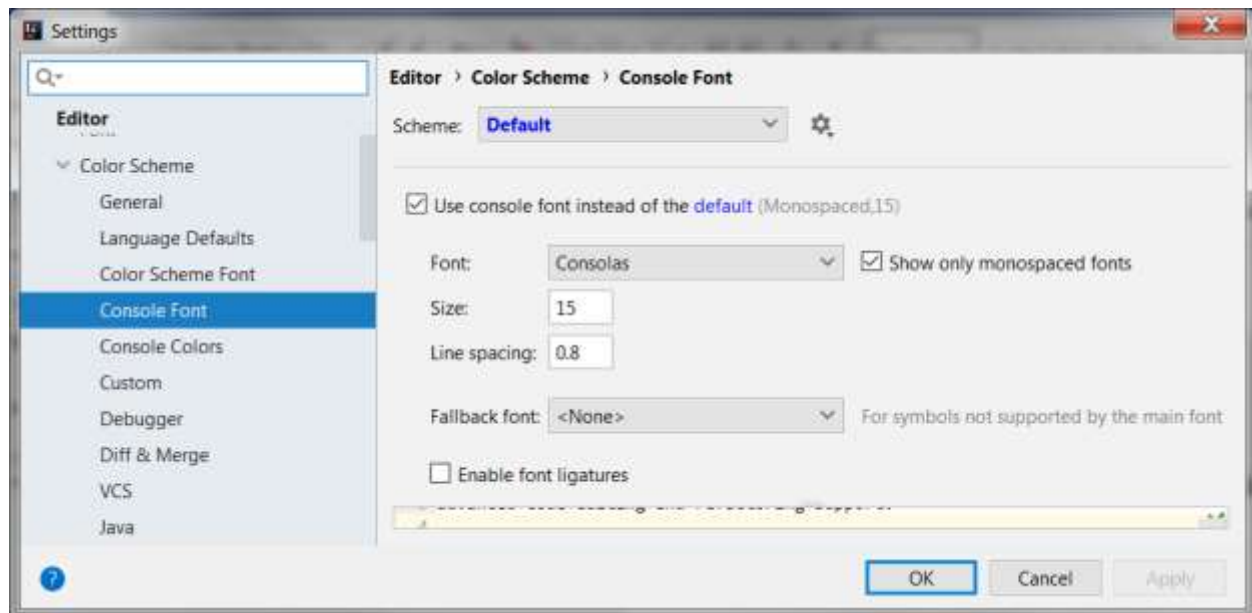 Settings
Editor
Color Scheme
General
Language Defaults
Color Scheme Font
Console Font
Console Colors
Custom
Debugger
Diff & Merge
VCS
Java
Editor › Color Scheme › Console Font
Scheme: Default
Use console font instead of the default (Monospaced,15)
Font: Consolas Show only monospaced fonts
Size: 15
Line spacing: 0.8
Fallback font: <None> For symbols not supported by the main font
Enable font ligatures
? OK Cancel Apply